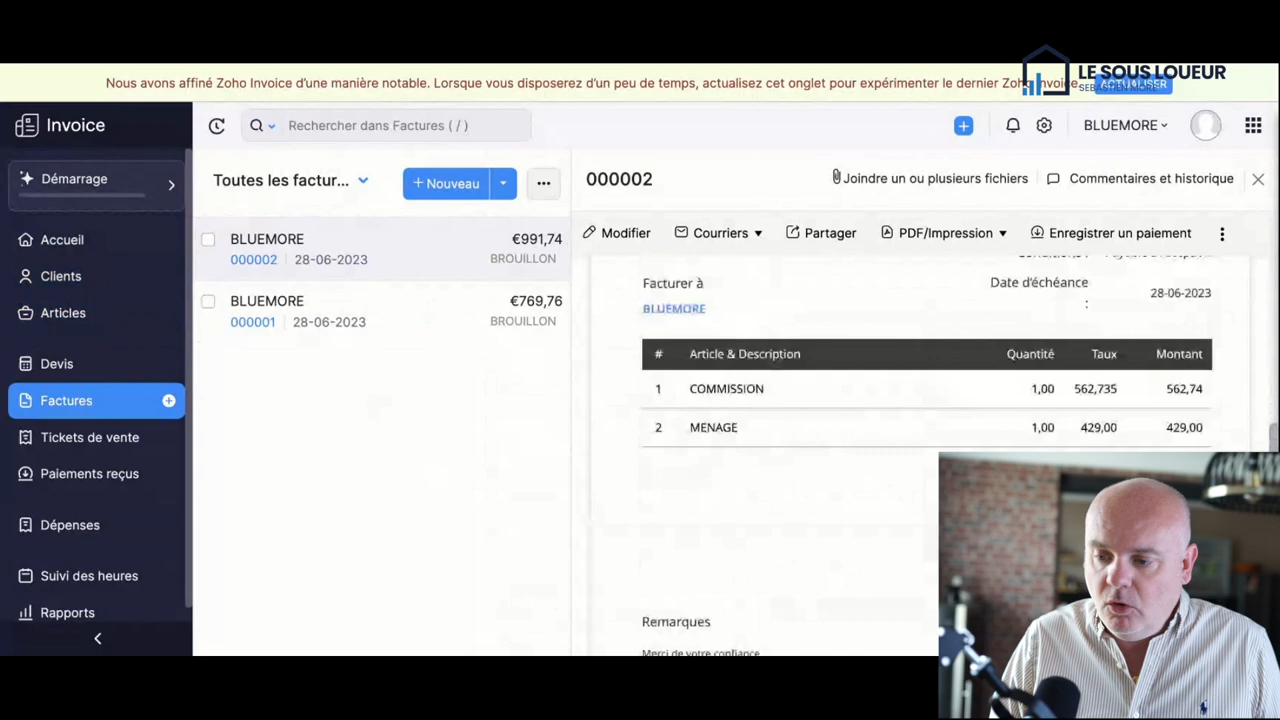 Nous avons affiné Zoho Invoice d'une manière notable. Lorsque vous disposerez d'un peu de temps, actualisez cet onglet pour expérimenter le dernier Zoho Invoice
ACTUALISER
LE SOUS LOUEUR
SEBASTIEN MORE
Invoice
Rechercher dans Factures ( / )
BLUEMORE
Démarrage
Accueil
Clients
Articles
Devis
Factures
Tickets de vente
Paiements reçus
Dépenses
Suivi des heures
Rapports
Toutes les factur...
+ Nouveau
BLUEMORE €991,74
000002 28-06-2023 BROUILLON
BLUEMORE €769,76
000001 28-06-2023 BROUILLON
000002
Joindre un ou plusieurs fichiers
Commentaires et historique
Modifier
Courriers
Partager
PDF/Impression
Enregistrer un paiement
Facturer à
BLUEMORE
Date d'échéance
:
28-06-2023
# Article & Description Quantité Taux Montant
1 COMMISSION 1,00 562,735 562,74
2 MENAGE 1,00 429,00 429,00
Remarques
Merci de votre confiance